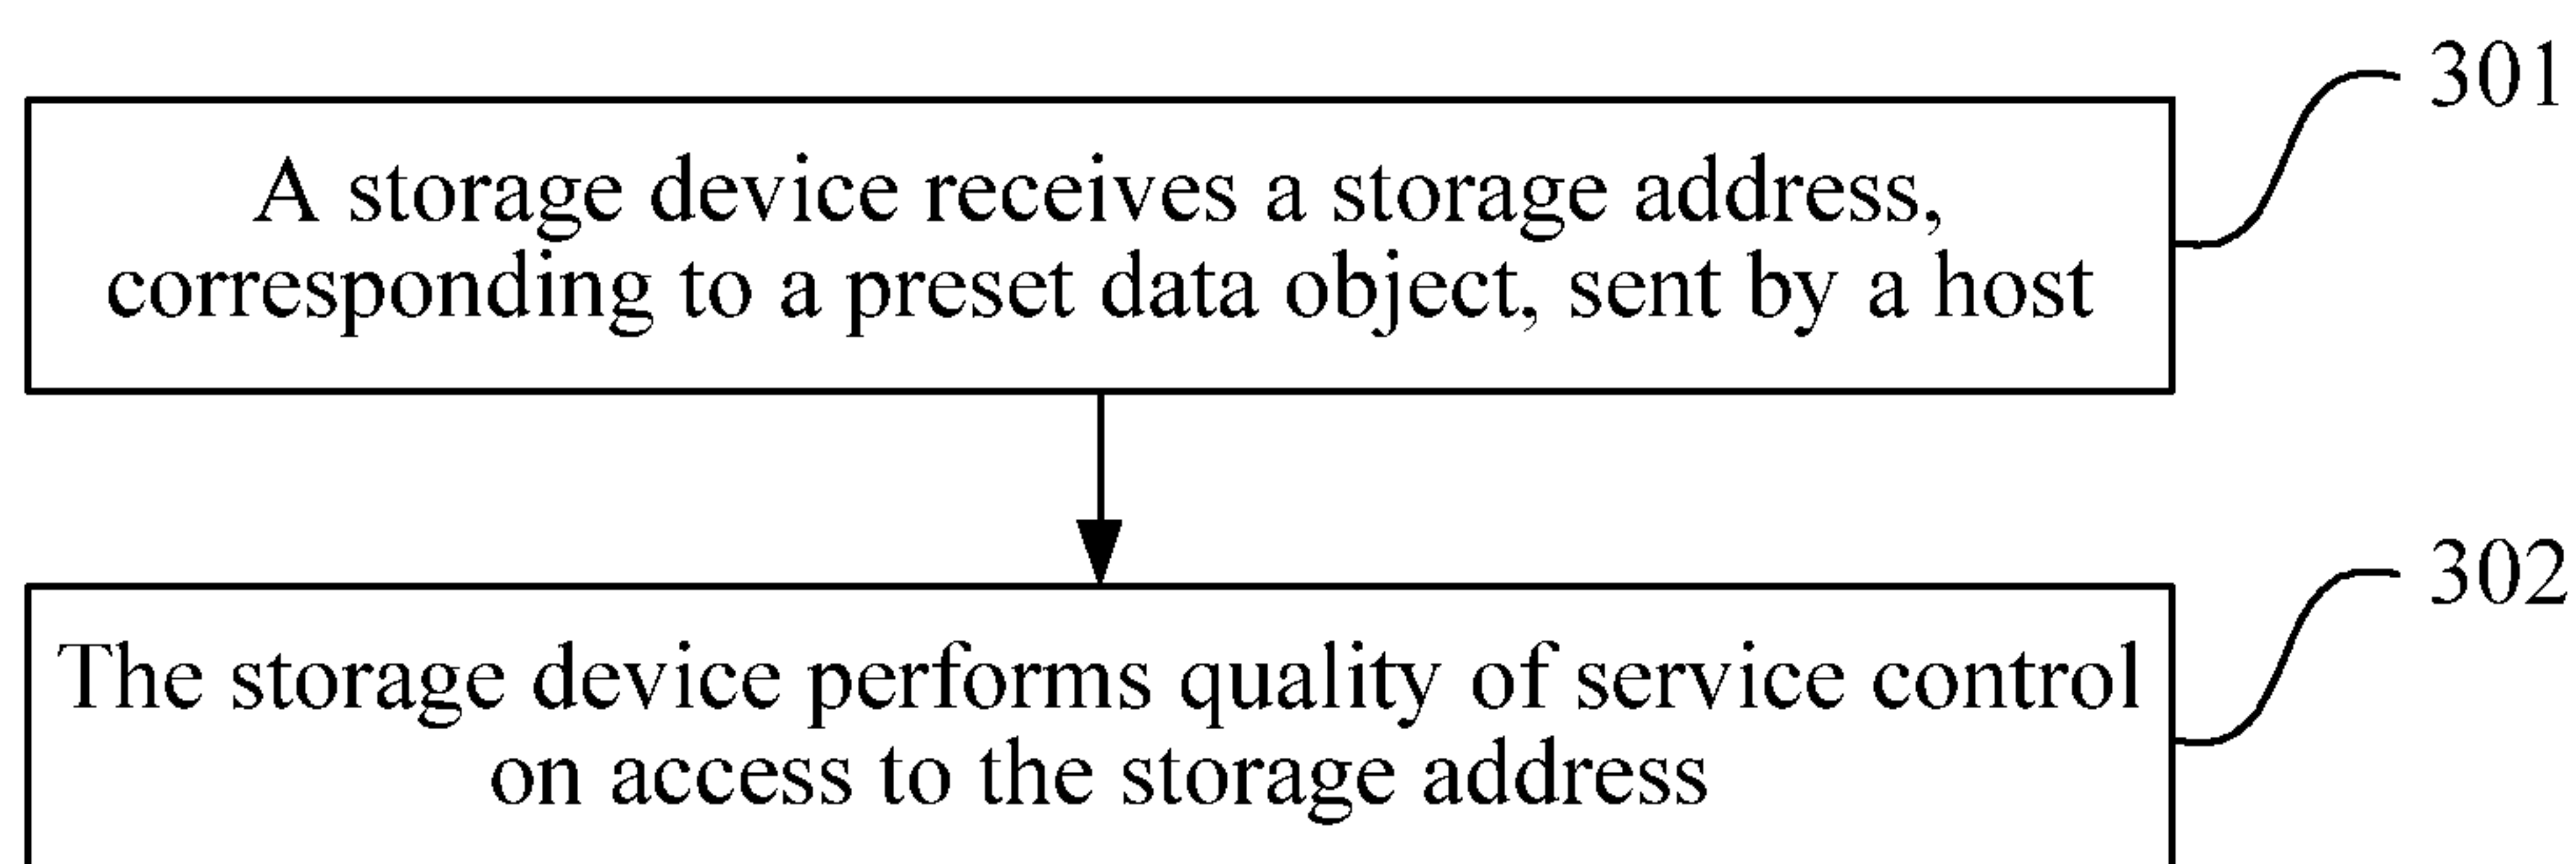 301
A storage device receives a storage address,
corresponding to a preset data object, sent by a host
302
The storage device performs quality of service control
on access to the storage address